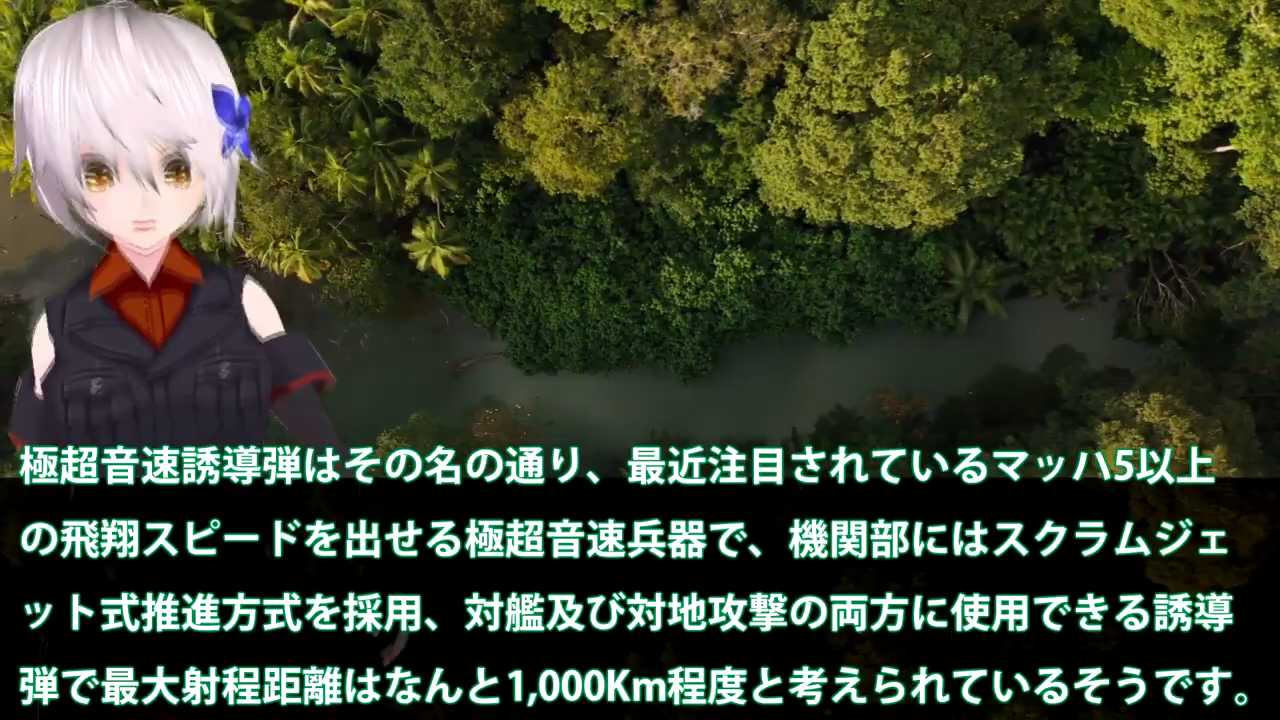 極超音速誘導弾はその名の通り、最近注目されているマッハ5以上
の飛翔スピードを出せる極超音速兵器で、機関部にはスクラムジェ
ット式推進方式を採用、対艦及び対地攻撃の両方に使用できる誘導
弾で最大射程距離はなんと1,000Km程度と考えられているそうです。